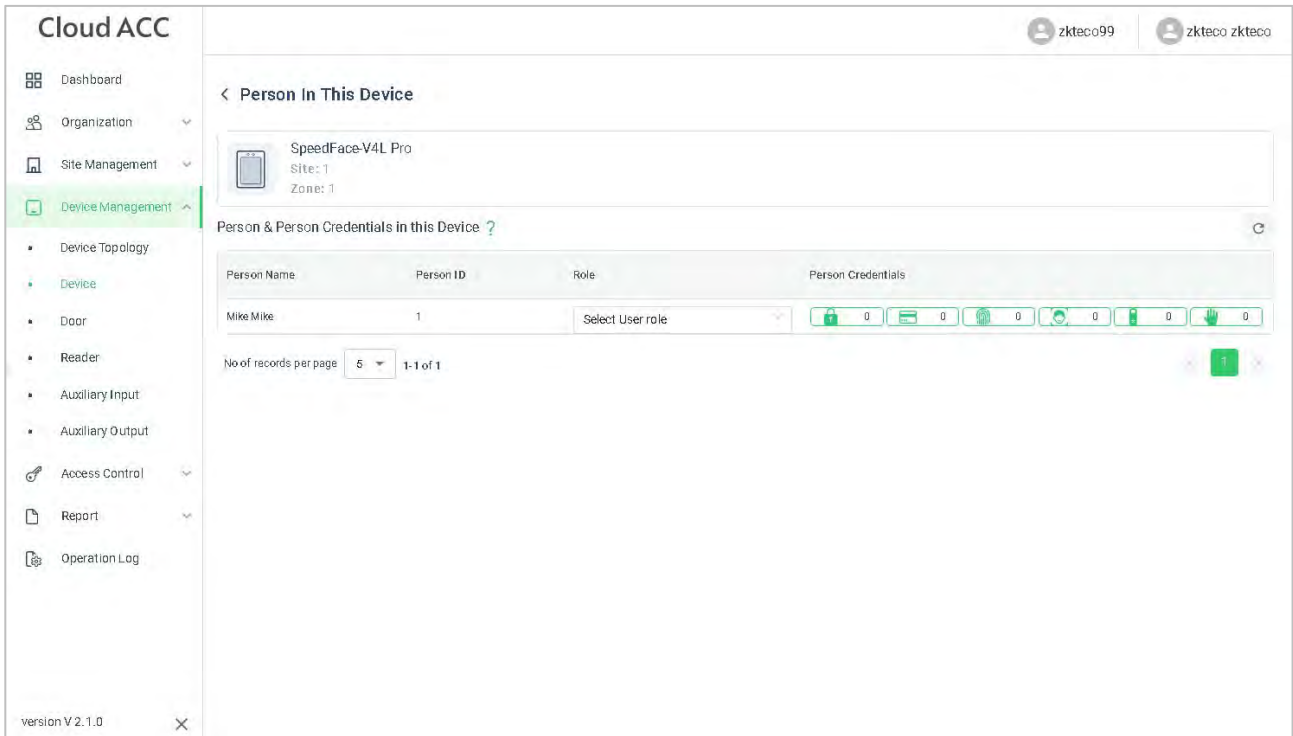 Cloud ACC
zkteco99
zkteco zkteco
Dashboard
Organization
Site Management
Device Management
Device Topology
Device
Door
Reader
Auxiliary Input
Auxiliary Output
Access Control
Report
Operation Log
version V 2.1.0
< Person In This Device
SpeedFace-V4L Pro
Site: 1
Zone: 1
Person & Person Credentials in this Device ?
Person Name Person ID Role Person Credentials
Mike Mike 1 Select User role 0 0 0 0 0 0
No of records per page 5 1-1 of 1 1